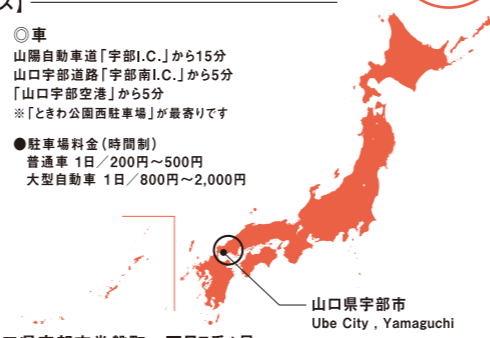 ス】
◎車
山陽自動車道「宇部I.C.」から15分
山口宇部道路「宇部南I.C.」から5分
「山口宇部空港」から5分
※「ときわ公園西駐車場」が最寄りです
●駐車場料金（時間制）
普通車 1日／200円〜500円
大型自動車 1日／800円〜2,000円
山口県宇部市
Ube City , Yamaguchi